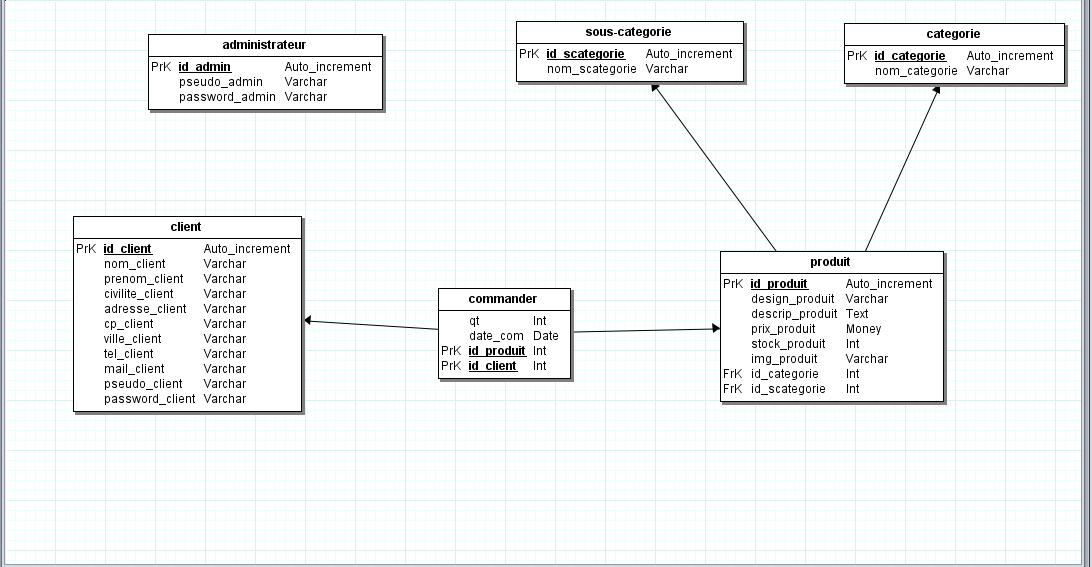 administrateur
PrK id_admin Auto_increment
pseudo_admin Varchar
password_admin Varchar
sous-categorie
PrK id_scategorie Auto_increment
nom_scategorie Varchar
categorie
PrK id_categorie Auto_increment
nom_categorie Varchar
client
PrK id_client Auto_increment
nom_client Varchar
prenom_client Varchar
civilite_client Varchar
adresse_client Varchar
cp_client Varchar
ville_client Varchar
tel_client Varchar
mail_client Varchar
pseudo_client Varchar
password_client Varchar
commander
qt Int
date_com Date
PrK id_produit Int
PrK id_client Int
produit
PrK id_produit Auto_increment
design_produit Varchar
descrip_produit Text
prix_produit Money
stock_produit Int
img_produit Varchar
FrK id_categorie Int
FrK id_scategorie Int